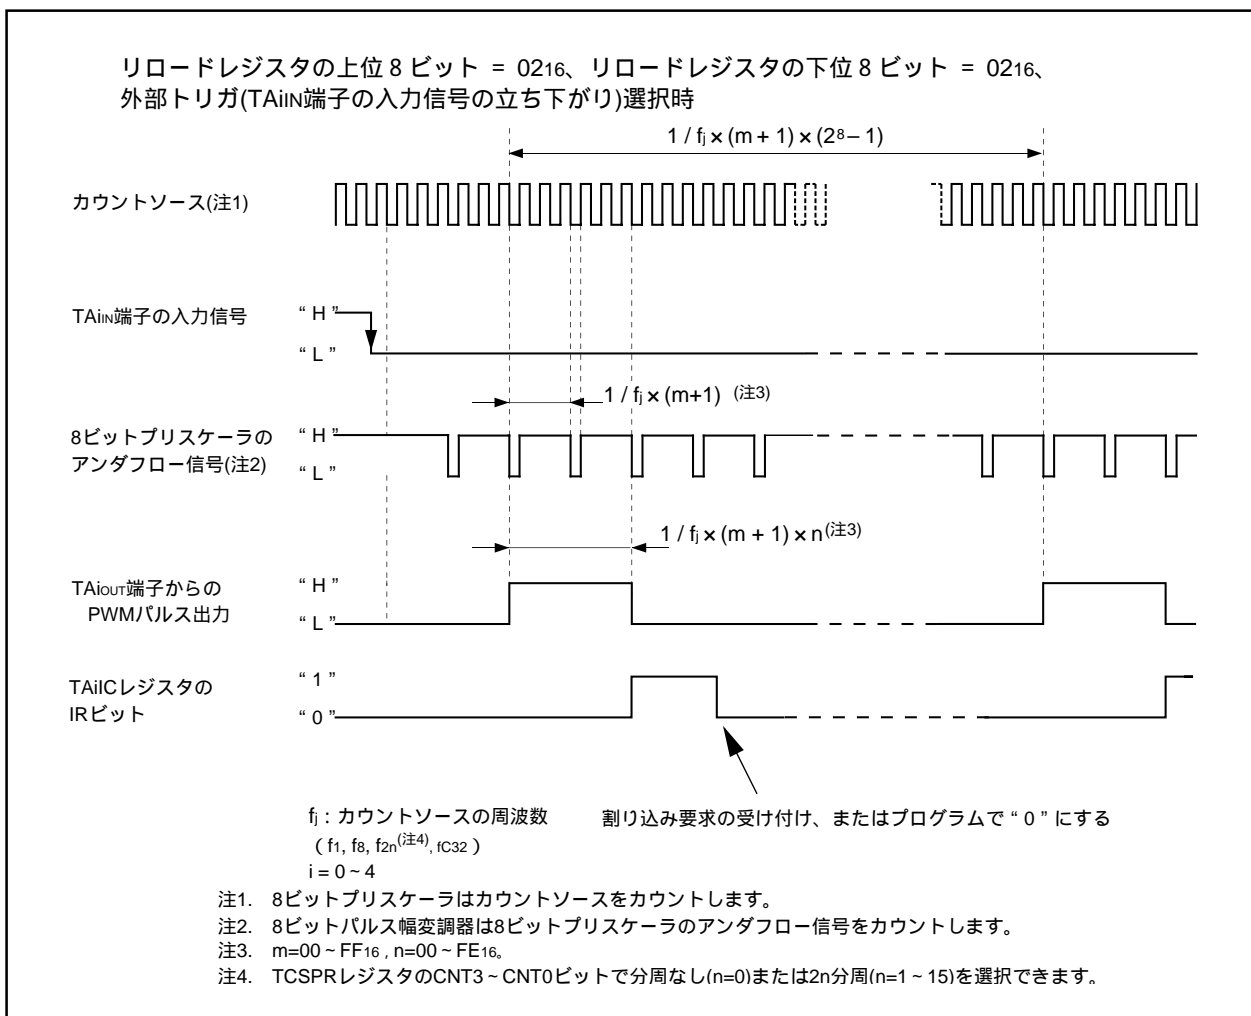 リロードレジスタの上位 8 ビット = 0216、リロードレジスタの下位 8 ビット = 0216、
外部トリガ(TAiIN端子の入力信号の立ち下がり)選択時
1 / fj × (m + 1) × (28 – 1)
カウントソース(注1)
TAiIN端子の入力信号
“ H ”
“ L ”
1 / fj × (m+1) (注3)
8ビットプリスケーラの
アンダフロー信号(注2)
“ H ”
“ L ”
1 / fj × (m + 1) × n(注3)
TAiOUT端子からの
PWMパルス出力
“ H ”
“ L ”
TAiICレジスタの
IRビット
“ 1 ”
“ 0 ”
fj : カウントソースの周波数
( f1, f8, f2n(注4), fC32 )
i = 0 ~ 4
割り込み要求の受け付け、またはプログラムで “ 0 ” にする
注1. 8ビットプリスケーラはカウントソースをカウントします。
注2. 8ビットパルス幅変調器は8ビットプリスケーラのアンダフロー信号をカウントします。
注3. m=00 ~ FF16 , n=00 ~ FE16。
注4. TCSPRレジスタのCNT3 ~ CNT0ビットで分周なし(n=0)または2n分周(n=1 ~ 15)を選択できます。